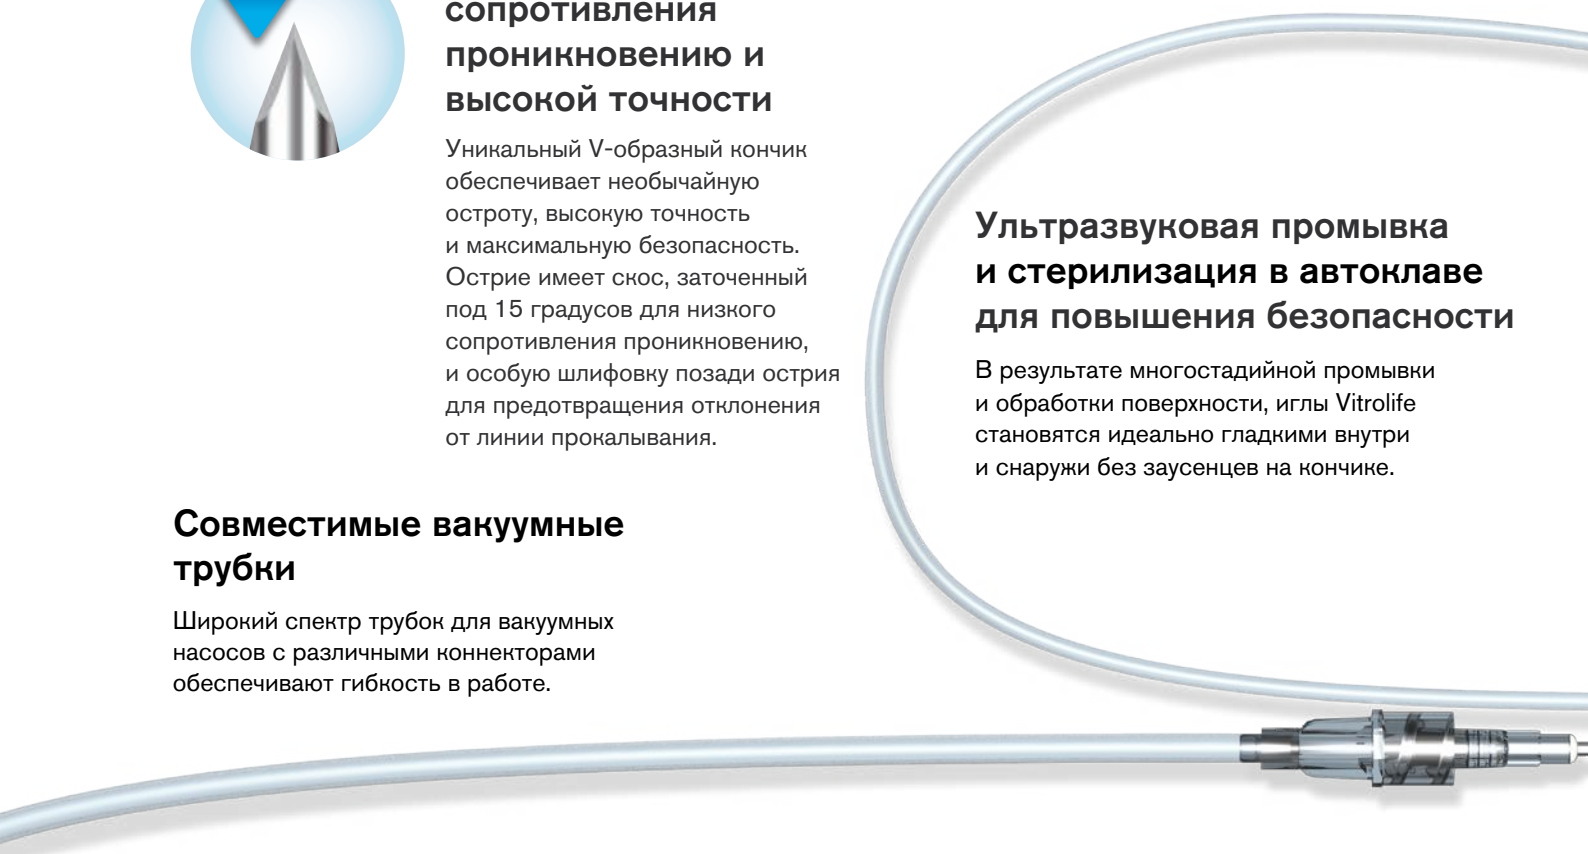 сопротивления
проникновению и
высокой точности
Уникальный V-образный кончик
обеспечивает необычайную
остроту, высокую точность
и максимальную безопасность.
Острие имеет скос, заточенный
под 15 градусов для низкого
сопротивления проникновению,
и особую шлифовку позади острия
для предотвращения отклонения
от линии прокалывания.
Ультразвуковая промывка
и стерилизация в автоклаве
для повышения безопасности
В результате многостадийной промывки
и обработки поверхности, иглы Vitrolife
становятся идеально гладкими внутри
и снаружи без заусенцев на кончике.
Совместимые вакуумные
трубки
Широкий спектр трубок для вакуумных
насосов с различными коннекторами
обеспечивают гибкость в работе.